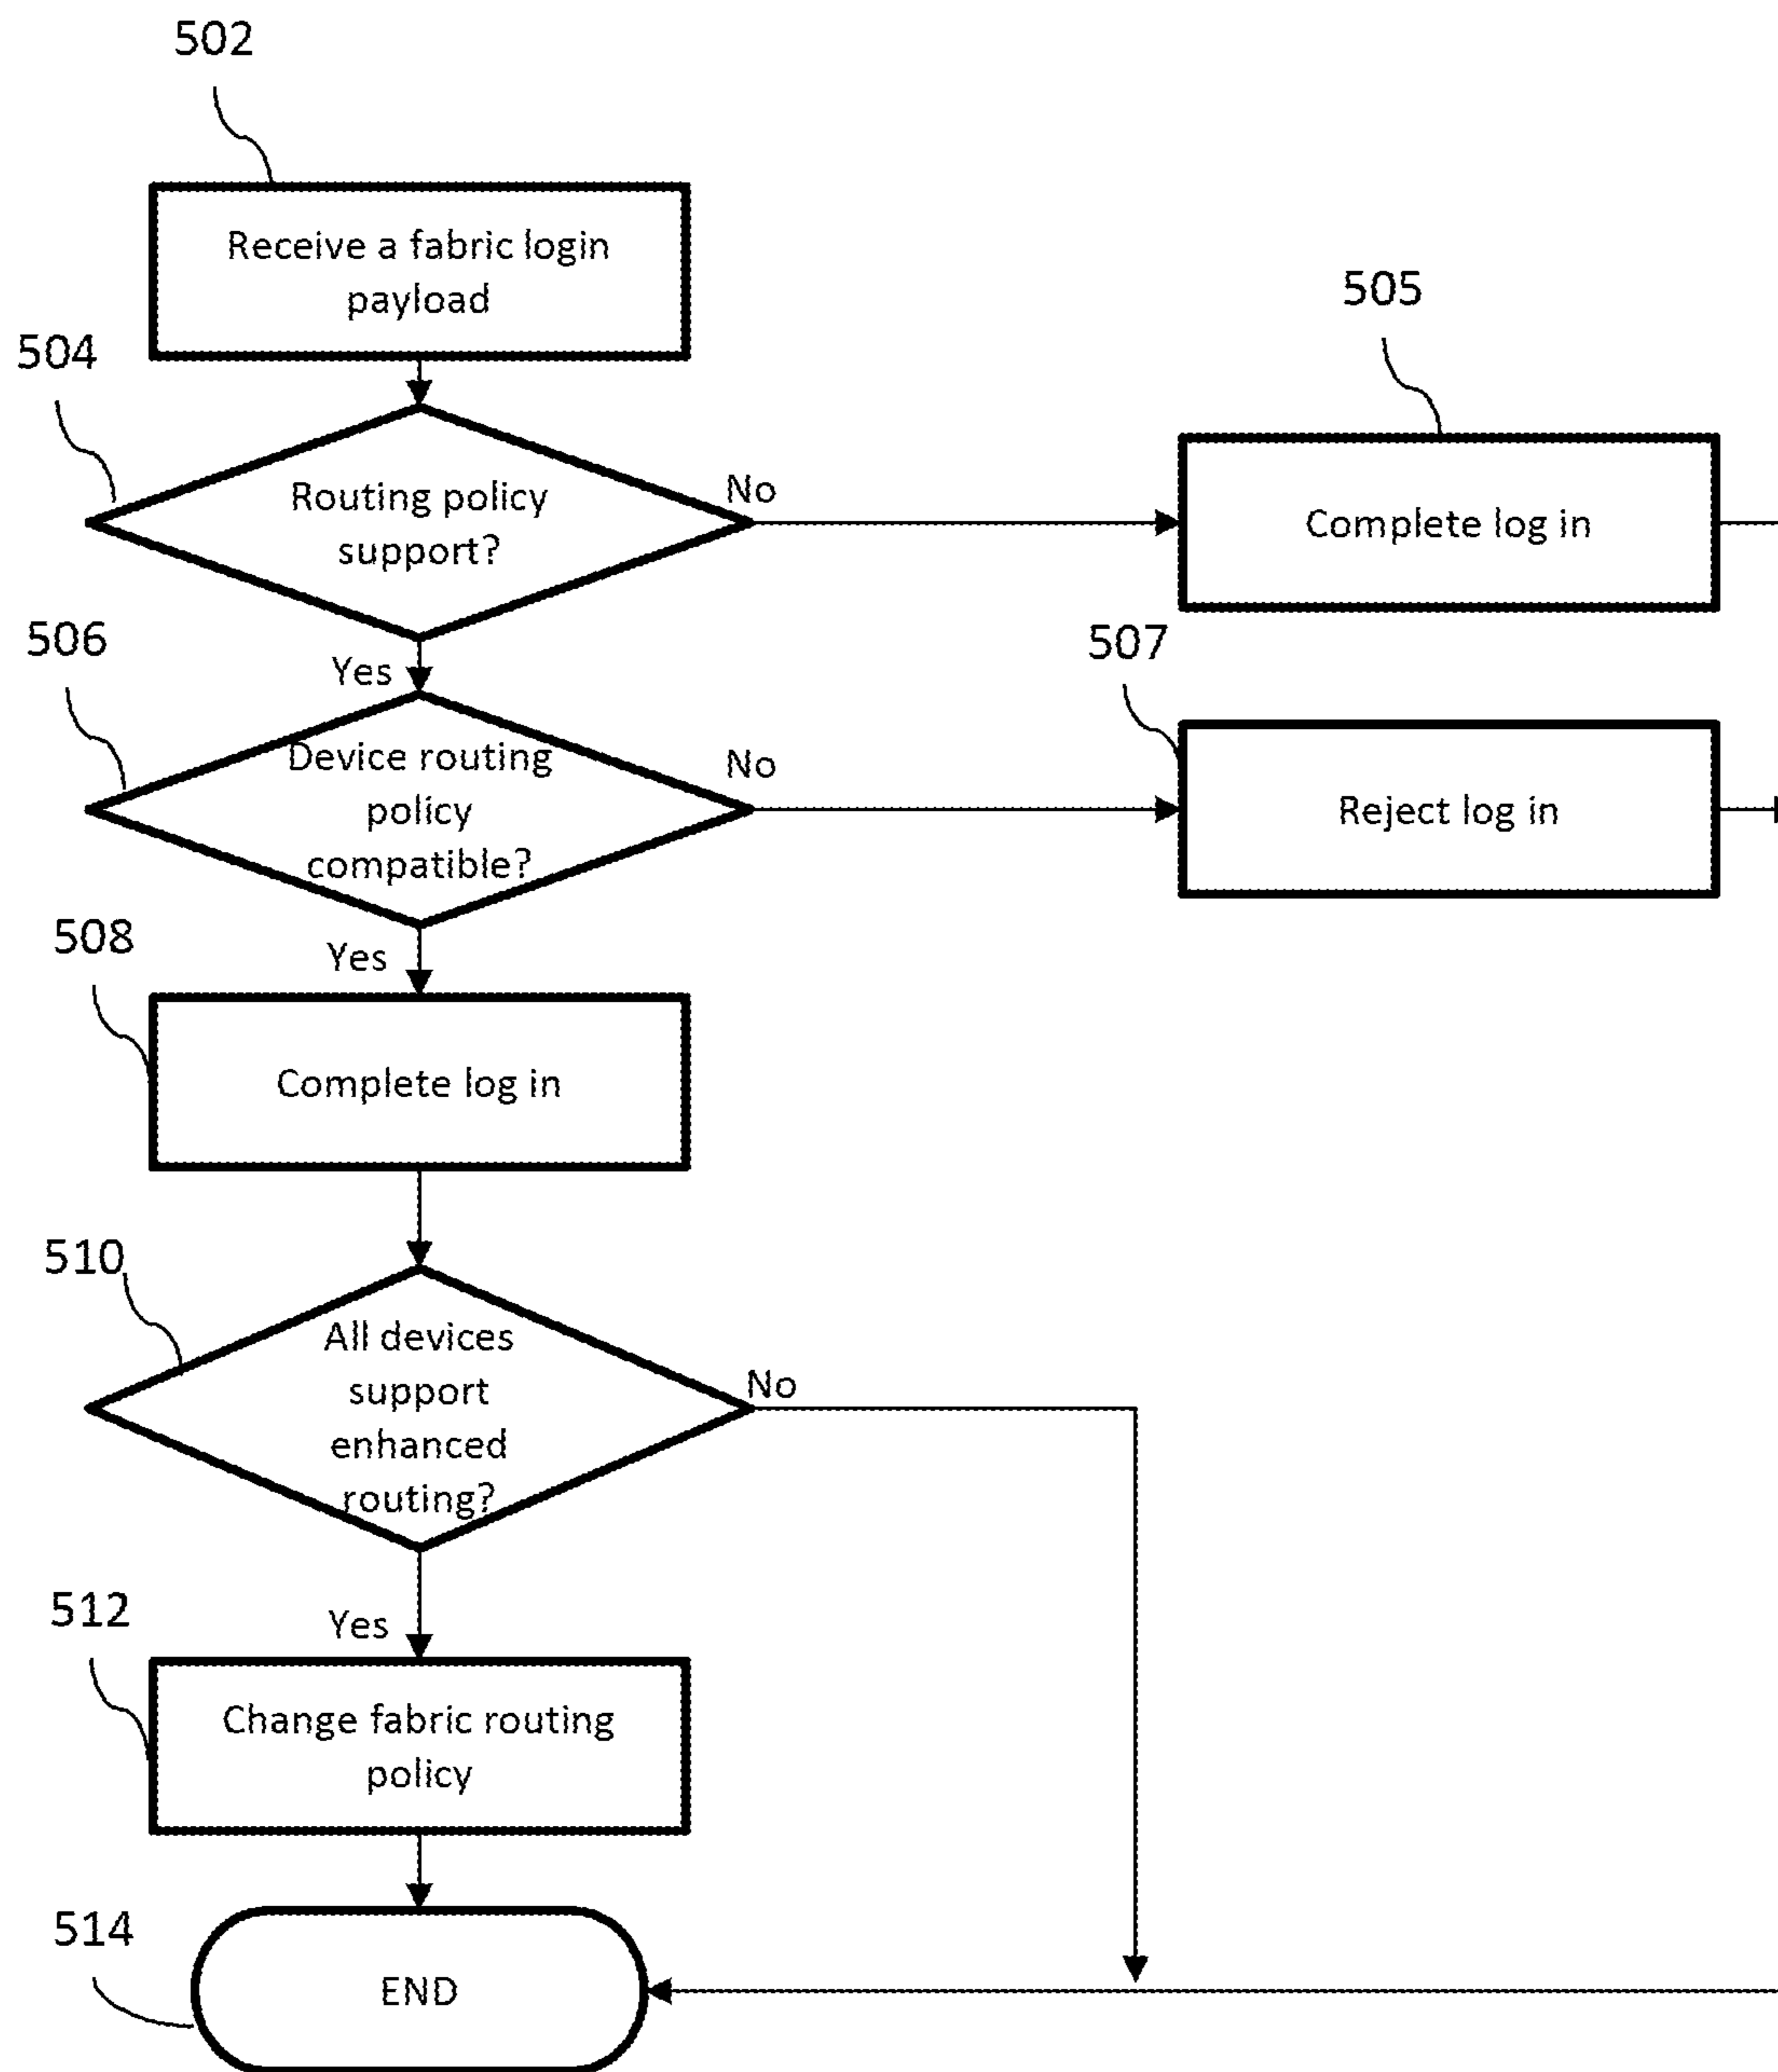 502
Receive a fabric login
payload
504
505
Routing policy
support?
No
Complete log in
506
Yes
507
Device routing
policy
compatible?
No
Reject log in
508
Yes
Complete log in
510
All devices
support
enhanced
routing?
No
512
Yes
Change fabric routing
policy
514
END